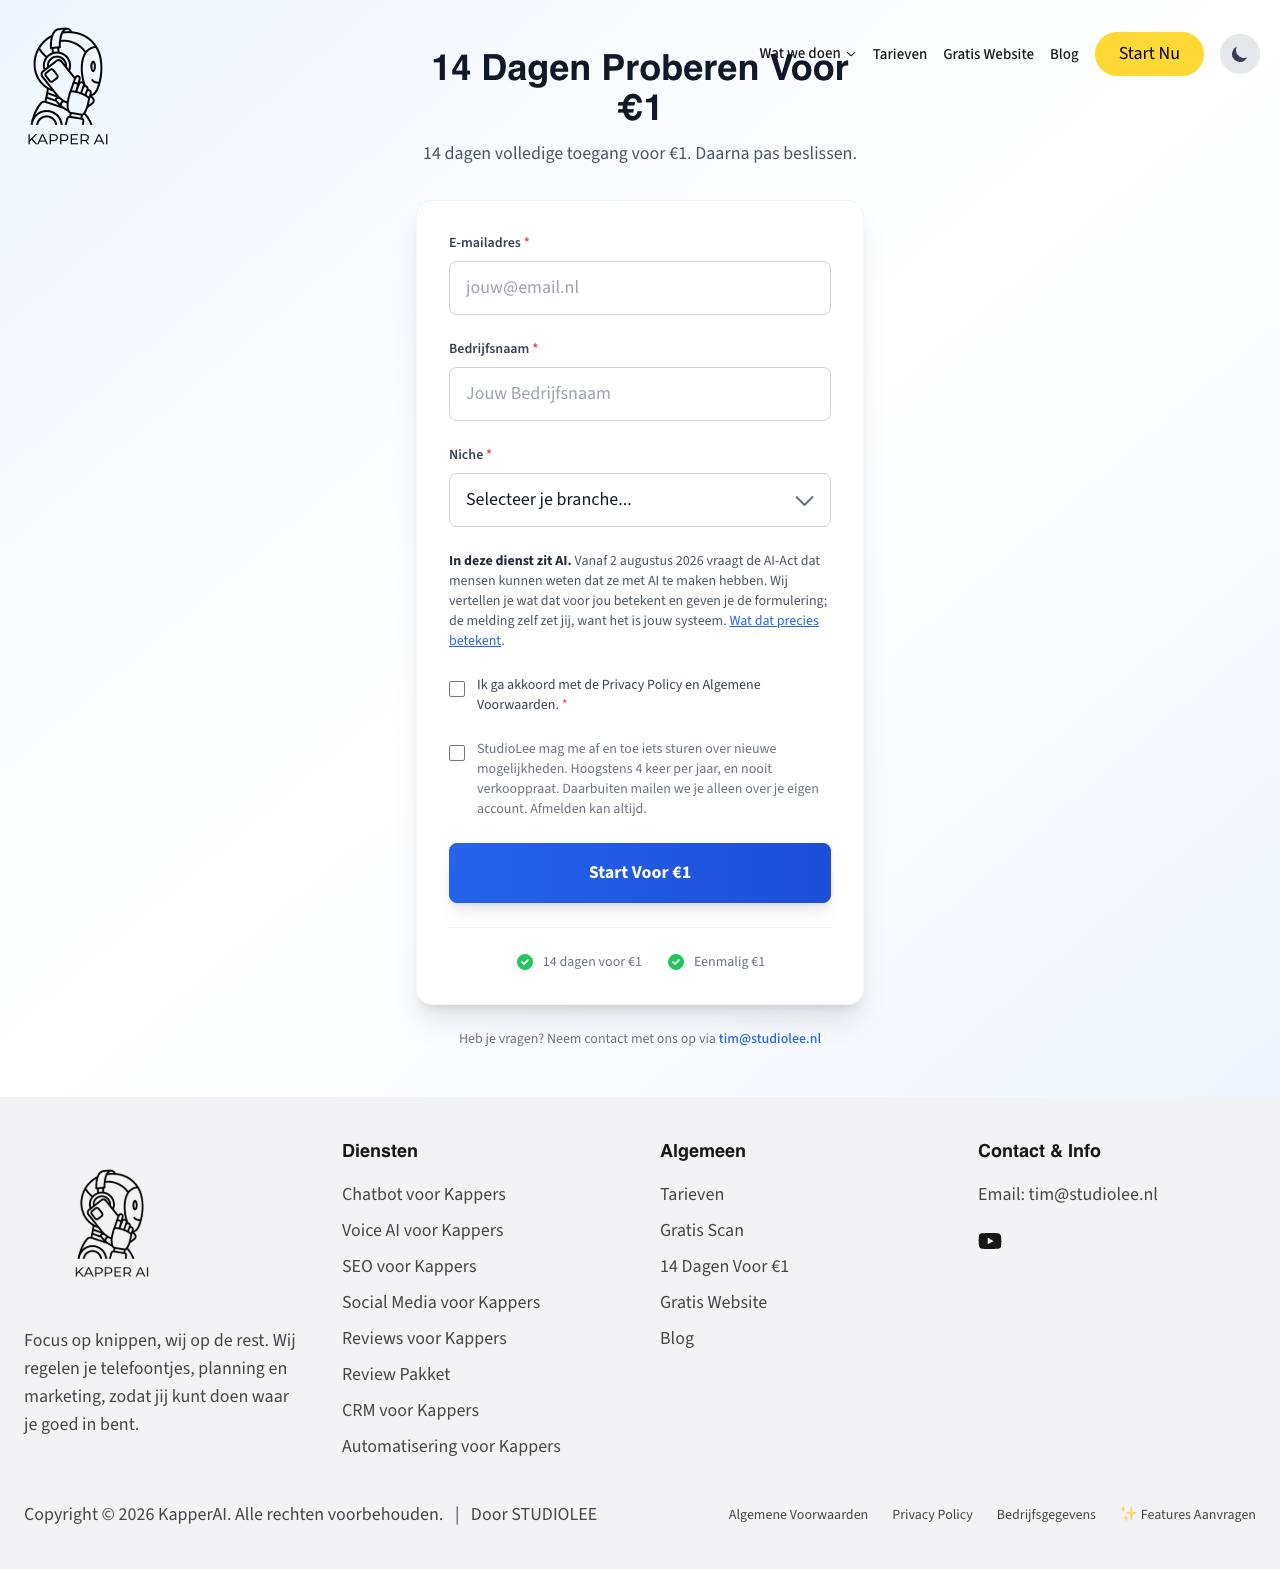 KAPPER AI
Wat we doen
Tarieven
Gratis Website
Blog
Start Nu
14 Dagen Proberen Voor
€1
14 dagen volledige toegang voor €1. Daarna pas beslissen.
E-mailadres *
jouw@email.nl
Bedrijfsnaam *
Jouw Bedrijfsnaam
Niche *
Selecteer je branche...
In deze dienst zit AI. Vanaf 2 augustus 2026 vraagt de AI-Act dat
mensen kunnen weten dat ze met AI te maken hebben. Wij
vertellen je wat dat voor jou betekent en geven je de formulering;
de melding zelf zet jij, want het is jouw systeem. Wat dat precies
betekent.
Ik ga akkoord met de Privacy Policy en Algemene
Voorwaarden. *
StudioLee mag me af en toe iets sturen over nieuwe
mogelijkheden. Hoogstens 4 keer per jaar, en nooit
verkooppraat. Daarbuiten mailen we je alleen over je eigen
account. Afmelden kan altijd.
Start Voor €1
14 dagen voor €1
Eenmalig €1
Heb je vragen? Neem contact met ons op via tim@studiolee.nl
KAPPER AI
Focus op knippen, wij op de rest. Wij
regelen je telefoontjes, planning en
marketing, zodat jij kunt doen waar
je goed in bent.
Diensten
Chatbot voor Kappers
Voice AI voor Kappers
SEO voor Kappers
Social Media voor Kappers
Reviews voor Kappers
Review Pakket
CRM voor Kappers
Automatisering voor Kappers
Algemeen
Tarieven
Gratis Scan
14 Dagen Voor €1
Gratis Website
Blog
Contact & Info
Email: tim@studiolee.nl
Copyright © 2026 KapperAI. Alle rechten voorbehouden. | Door STUDIOLEE
Algemene Voorwaarden
Privacy Policy
Bedrijfsgegevens
✨ Features Aanvragen